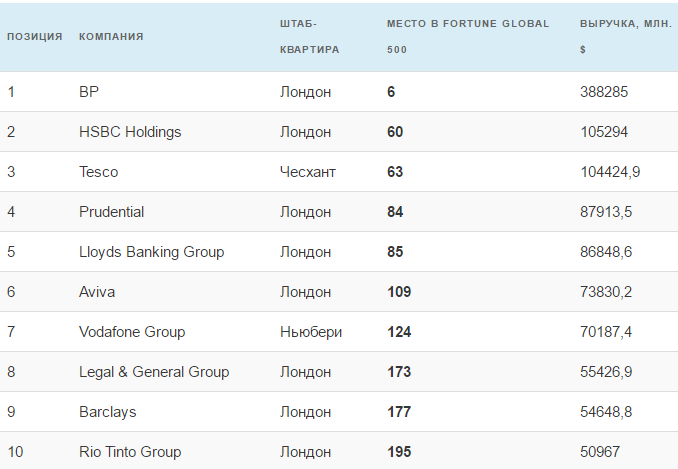 ПОЗИЦИЯ КОМПАНИЯ ШТАБ-КВАРТИРА МЕСТО В FORTUNE GLOBAL 500 ВЫРУЧКА, МЛН. $
1 BP Лондон 6 388285
2 HSBC Holdings Лондон 60 105294
3 Tesco Чесхант 63 104424,9
4 Prudential Лондон 84 87913,5
5 Lloyds Banking Group Лондон 85 86848,6
6 Aviva Лондон 109 73830,2
7 Vodafone Group Ньюбери 124 70187,4
8 Legal & General Group Лондон 173 55426,9
9 Barclays Лондон 177 54648,8
10 Rio Tinto Group Лондон 195 50967